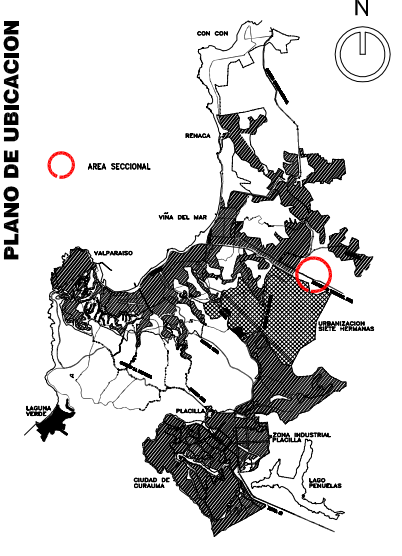 N
PLANO DE UBICACION
CON CON
RENACA
AREA SECCIONAL
VIÑA DEL MAR
VALPARAISO
URBANIZACION
SIETE HERMANAS
LAGUNA
VERDE
PLACILLA
ZONA INDUSTRIAL
PLACILLA
CIUDAD DE
CURAUMA
LAGO
PEÑUELAS